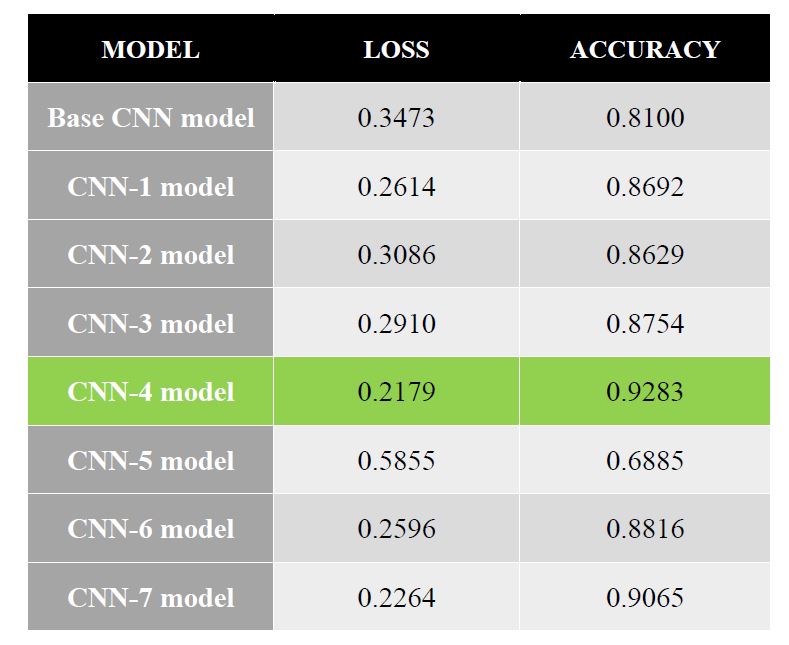 MODEL LOSS ACCURACY
Base CNN model 0.3473 0.8100
CNN-1 model 0.2614 0.8692
CNN-2 model 0.3086 0.8629
CNN-3 model 0.2910 0.8754
CNN-4 model 0.2179 0.9283
CNN-5 model 0.5855 0.6885
CNN-6 model 0.2596 0.8816
CNN-7 model 0.2264 0.9065